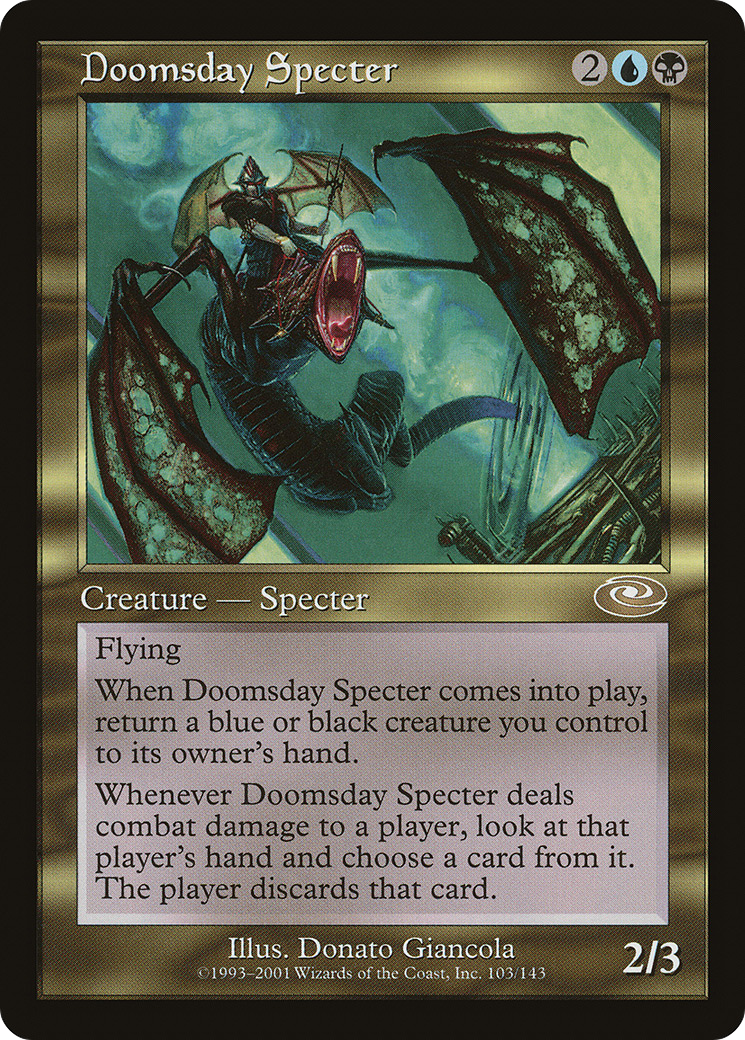 Doomsday Specter 2
Creature — Specter
Flying
When Doomsday Specter comes into play,
return a blue or black creature you control
to its owner's hand.
Whenever Doomsday Specter deals
combat damage to a player, look at that
player's hand and choose a card from it.
The player discards that card.
Illus. Donato Giancola
©1993–2001 Wizards of the Coast, Inc. 103/143
2/3